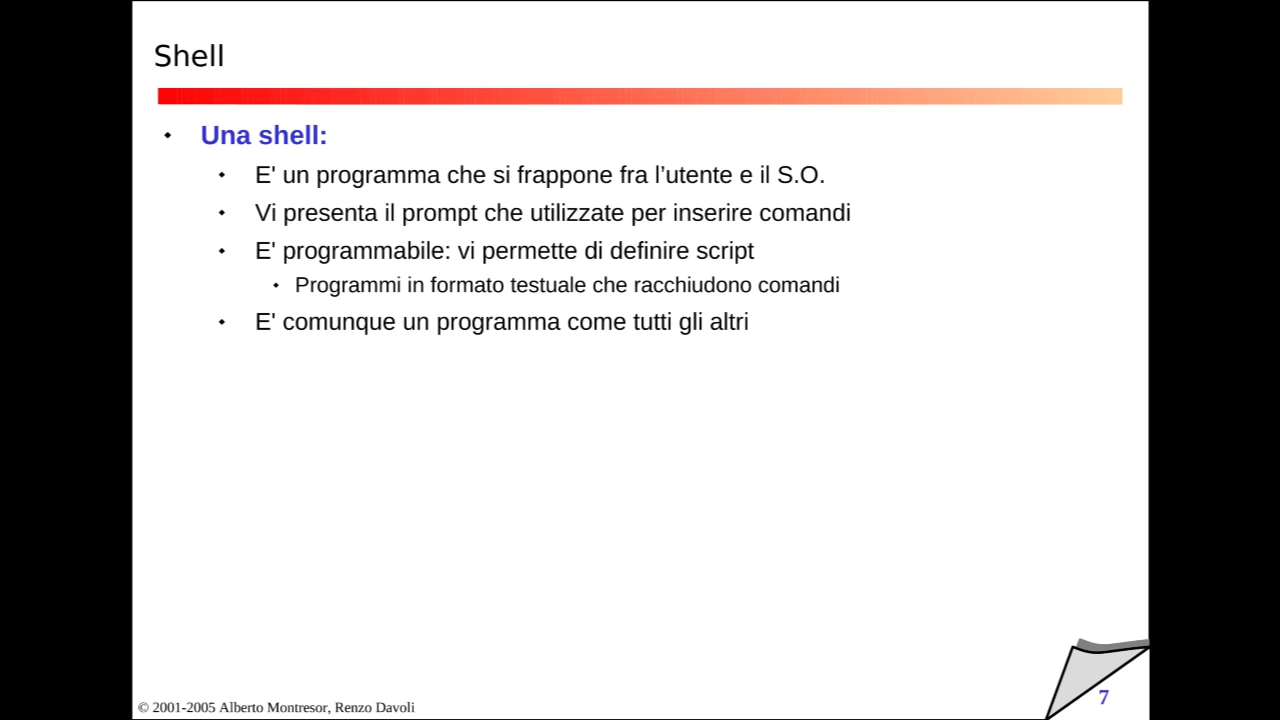 Shell
Una shell:
E' un programma che si frappone fra l’utente e il S.O.
Vi presenta il prompt che utilizzate per inserire comandi
E' programmabile: vi permette di definire script
Programmi in formato testuale che racchiudono comandi
E' comunque un programma come tutti gli altri
© 2001-2005 Alberto Montresor, Renzo Davoli
7